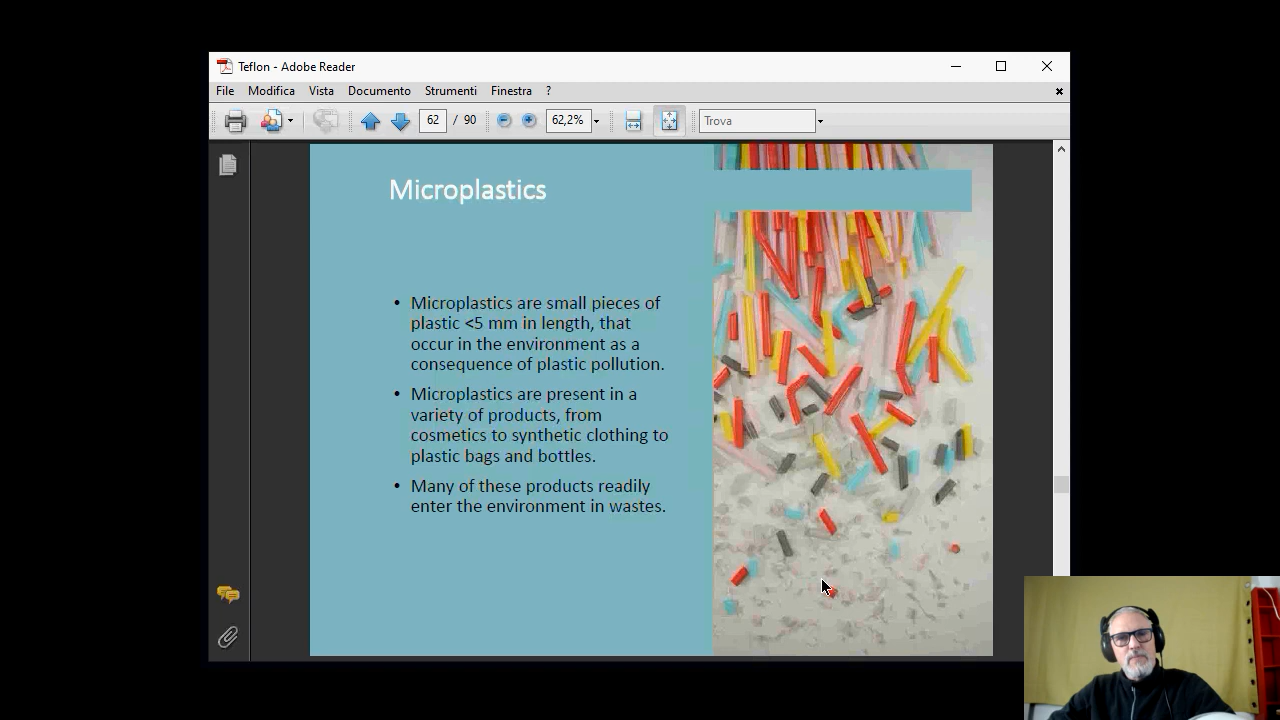 Teflon - Adobe Reader
File Modifica Vista Documento Strumenti Finestra ?
62 / 90 62,2% Trova
Microplastics
• Microplastics are small pieces of
plastic <5 mm in length, that
occur in the environment as a
consequence of plastic pollution.
• Microplastics are present in a
variety of products, from
cosmetics to synthetic clothing to
plastic bags and bottles.
• Many of these products readily
enter the environment in wastes.